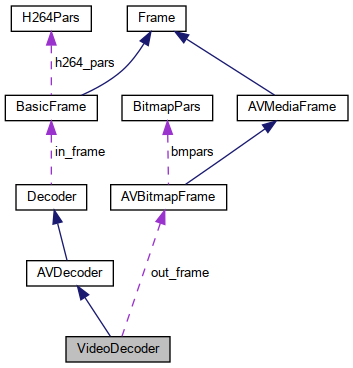 H264Pars
Frame
h264_pars
BasicFrame
BitmapPars
AVMediaFrame
in_frame
bmpars
Decoder
AVBitmapFrame
AVDecoder
out_frame
VideoDecoder